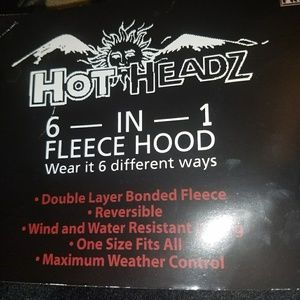 HOT HEADZ
6 — IN — 1
FLEECE HOOD
Wear it 6 different ways
• Double Layer Bonded Fleece
• Reversible
• Wind and Water Resistant
• One Size Fits All
• Maximum Weather Control